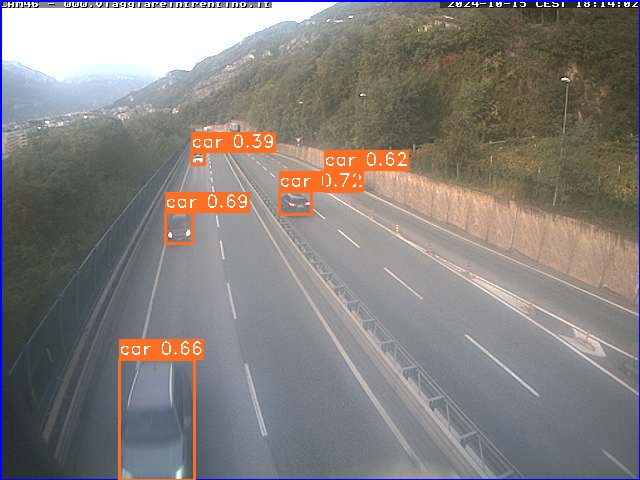 CAM46 - www.viaggiareintrentino.it
2024-10-15 CEST 18:14:02
car 0.39
car 0.62
car 0.72
car 0.69
car 0.66